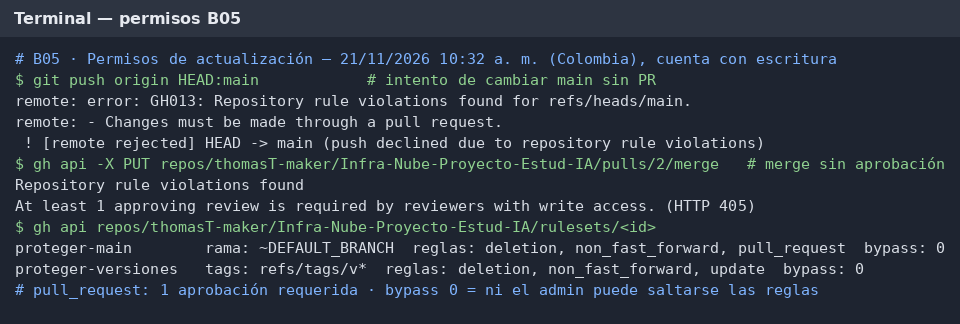 Terminal — permisos B05
# B05 · Permisos de actualización — 21/11/2026 10:32 a. m. (Colombia), cuenta con escritura
$ git push origin HEAD:main            # intento de cambiar main sin PR
remote: error: GH013: Repository rule violations found for refs/heads/main.
remote: - Changes must be made through a pull request.
 ! [remote rejected] HEAD -> main (push declined due to repository rule violations)
$ gh api -X PUT repos/thomasT-maker/Infra-Nube-Proyecto-Estud-IA/pulls/2/merge   # merge sin aprobación
Repository rule violations found
At least 1 approving review is required by reviewers with write access. (HTTP 405)
$ gh api repos/thomasT-maker/Infra-Nube-Proyecto-Estud-IA/rulesets/<id>
proteger-main        rama: ~DEFAULT_BRANCH  reglas: deletion, non_fast_forward, pull_request  bypass: 0
proteger-versiones   tags: refs/tags/v*  reglas: deletion, non_fast_forward, update  bypass: 0
# pull_request: 1 aprobación requerida · bypass 0 = ni el admin puede saltarse las reglas